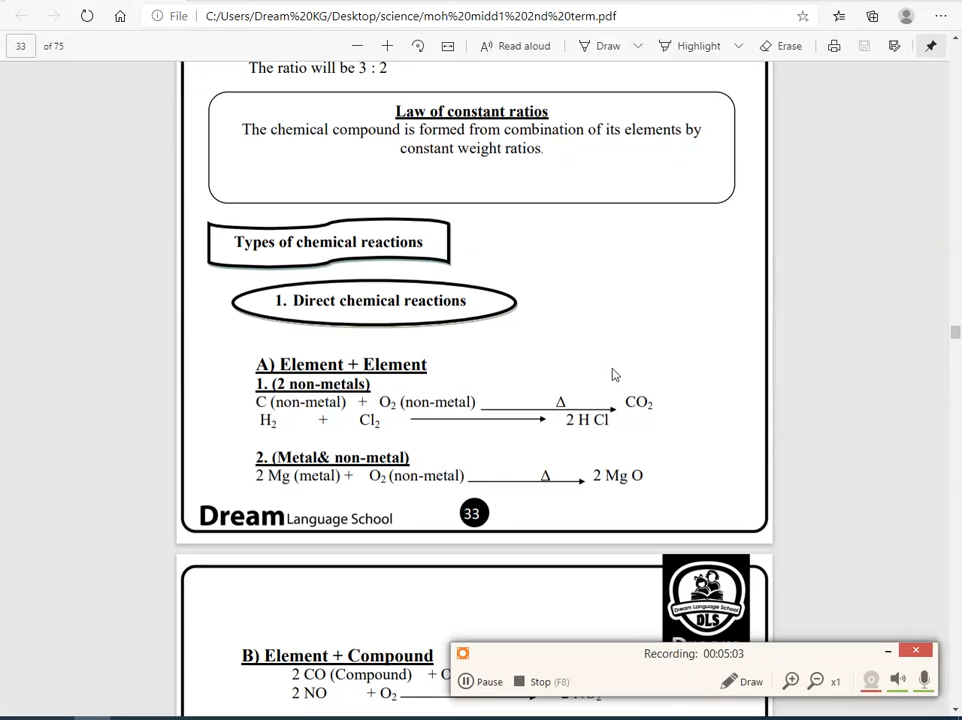 File
C:/Users/Dream%20KG/Desktop/science/moh%20midd1%202nd%20term.pdf
33 of 75
Read aloud
Draw
Highlight
Erase
The ratio will be 3 : 2
Law of constant ratios
The chemical compound is formed from combination of its elements by
constant weight ratios.
Types of chemical reactions
1. Direct chemical reactions
A) Element + Element
1. (2 non-metals)
C (non-metal) + O₂ (non-metal) Δ CO₂
H₂ + Cl₂ 2 H Cl
2. (Metal& non-metal)
2 Mg (metal) + O₂ (non-metal) Δ 2 Mg O
Dream Language School
33
Dream Language School
DLS
B) Element + Compound
2 CO (Compound) +
2 NO + O₂
Recording: 00:05:03
Pause
Stop (F8)
Draw
x1